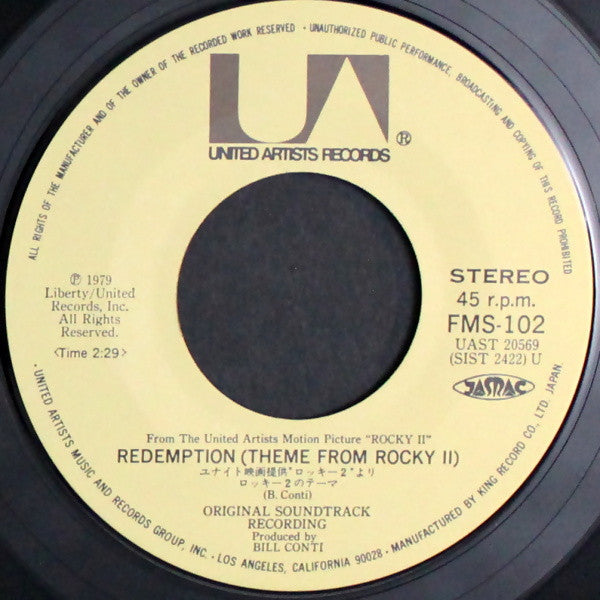 ALL RIGHTS OF THE MANUFACTURER AND OF THE OWNER OF THE RECORDED WORK RESERVED · UNAUTHORIZED PUBLIC PERFORMANCE, BROADCASTING AND COPYING OF THIS RECORD PROHIBITED
UA
®
UNITED ARTISTS RECORDS
Ⓟ 1979
Liberty/United
Records, Inc.
All Rights
Reserved.
<Time 2:29>
STEREO
45 r.p.m.
FMS-102
UAST 20569
(SIST 2422) U
JASRAC
From The United Artists Motion Picture "ROCKY II"
REDEMPTION (THEME FROM ROCKY II)
ユナイト映画提供"ロッキー2"より
ロッキー2のテーマ
(B. Conti)
ORIGINAL SOUNDTRACK
RECORDING
Produced by
BILL CONTI
· UNITED ARTISTS MUSIC AND RECORDS GROUP, INC. · LOS ANGELES, CALIFORNIA 90028 · MANUFACTURED BY KING RECORD CO., LTD. JAPAN